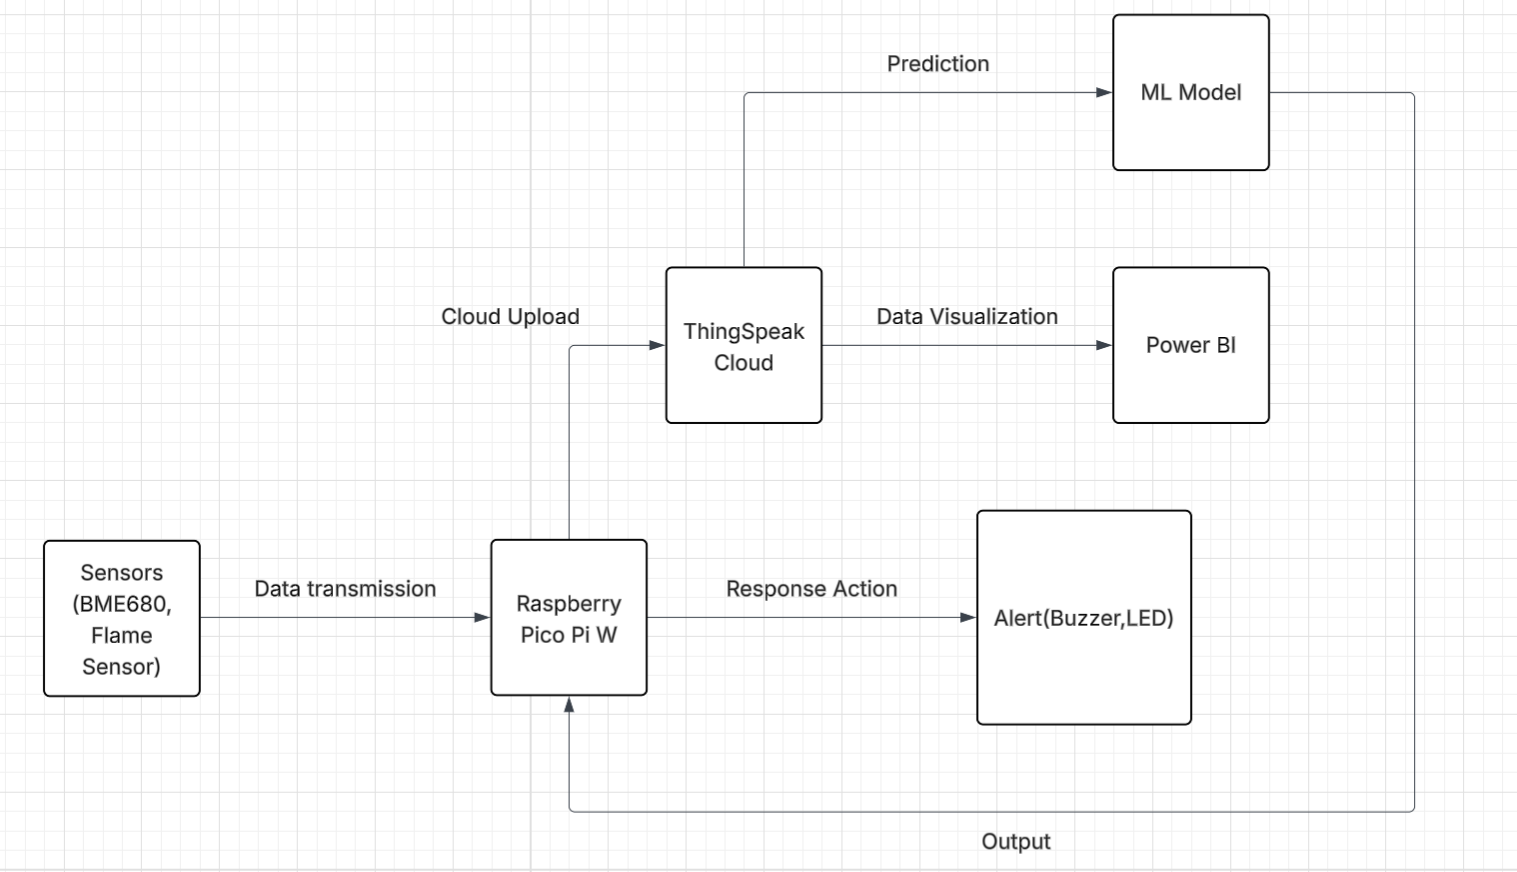 Prediction
ML Model
Cloud Upload
ThingSpeak
Cloud
Data Visualization
Power BI
Sensors
(BME680,
Flame
Sensor)
Data transmission
Raspberry
Pico Pi W
Response Action
Alert(Buzzer,LED)
Output